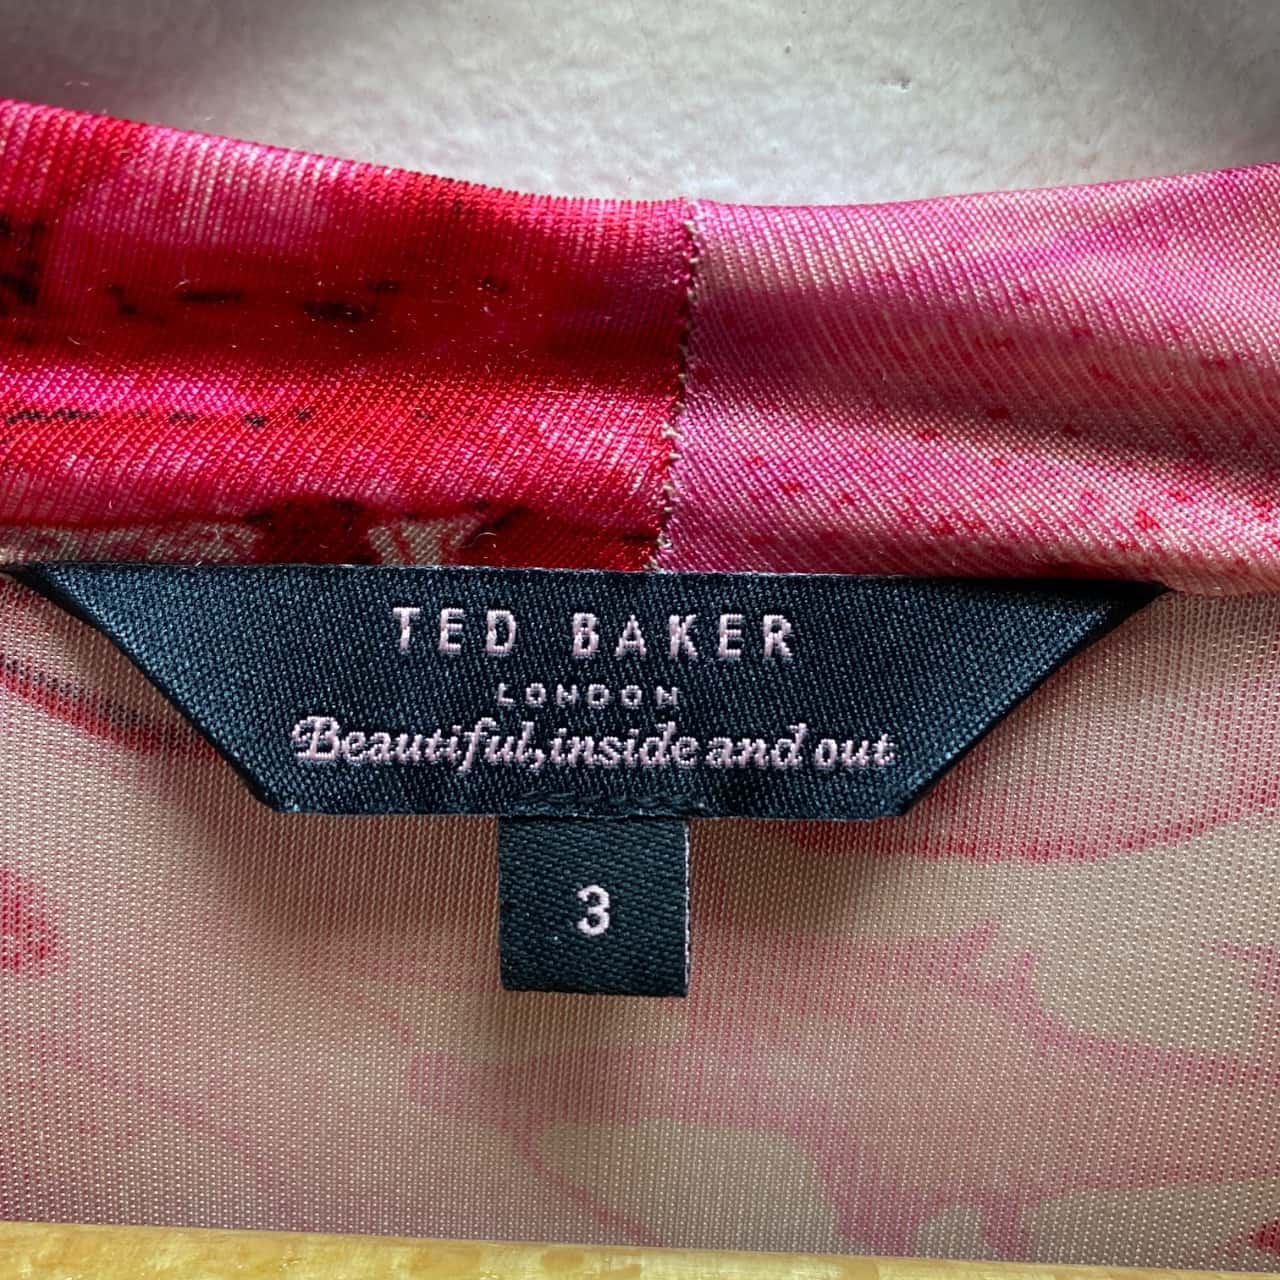 TED BAKER
LONDON
Beautiful, inside and out
3